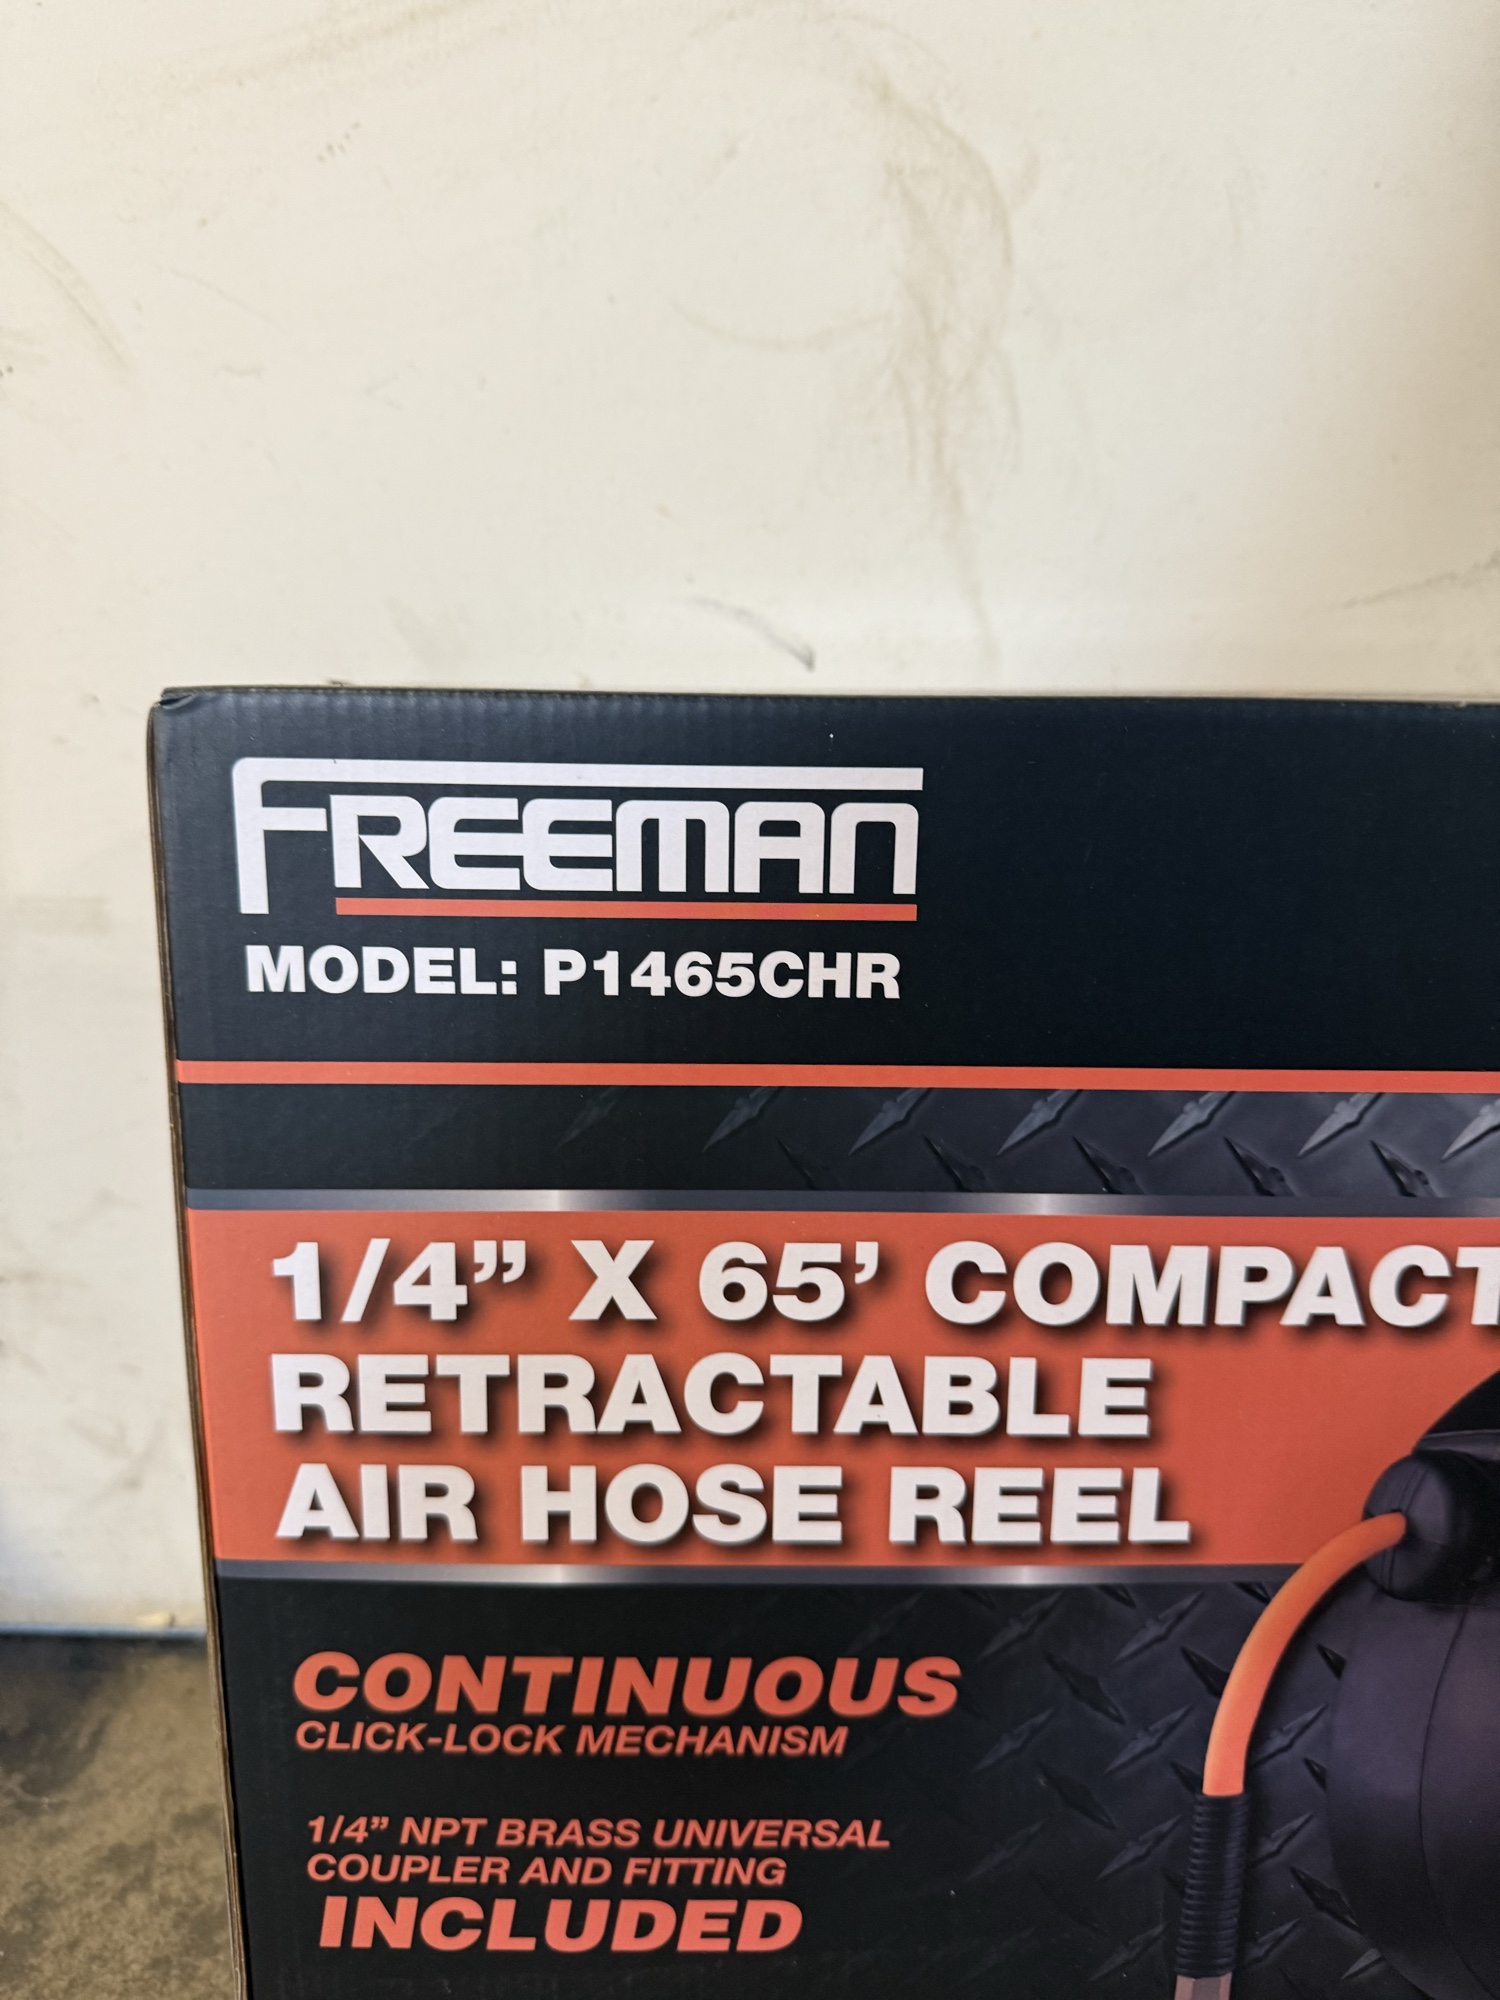 FREEMAN
MODEL: P1465CHR
1/4” X 65’ COMPACT
RETRACTABLE
AIR HOSE REEL
CONTINUOUS
CLICK-LOCK MECHANISM
1/4” NPT BRASS UNIVERSAL
COUPLER AND FITTING
INCLUDED